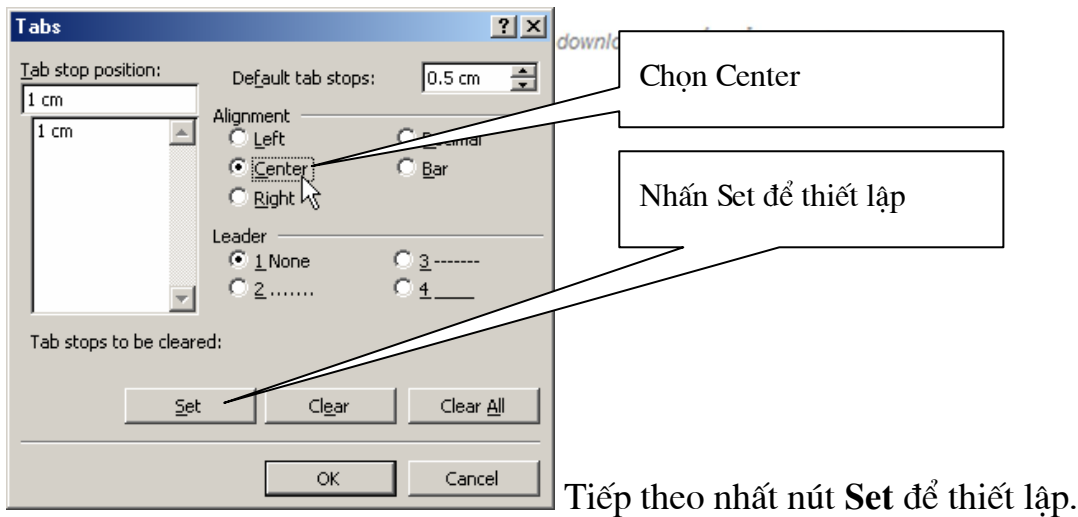 Tabs
downlo
Tab stop position:
Default tab stops:
0.5 cm
1 cm
1 cm
Alignment
Left
Center
Bar
Right
Leader
1 None
3 -------
2 .......
4 ____
Tab stops to be cleared:
Set
Clear
Clear All
OK
Cancel
Chọn Center
Nhấn Set để thiết lập
Tiếp theo nhất nút Set để thiết lập.